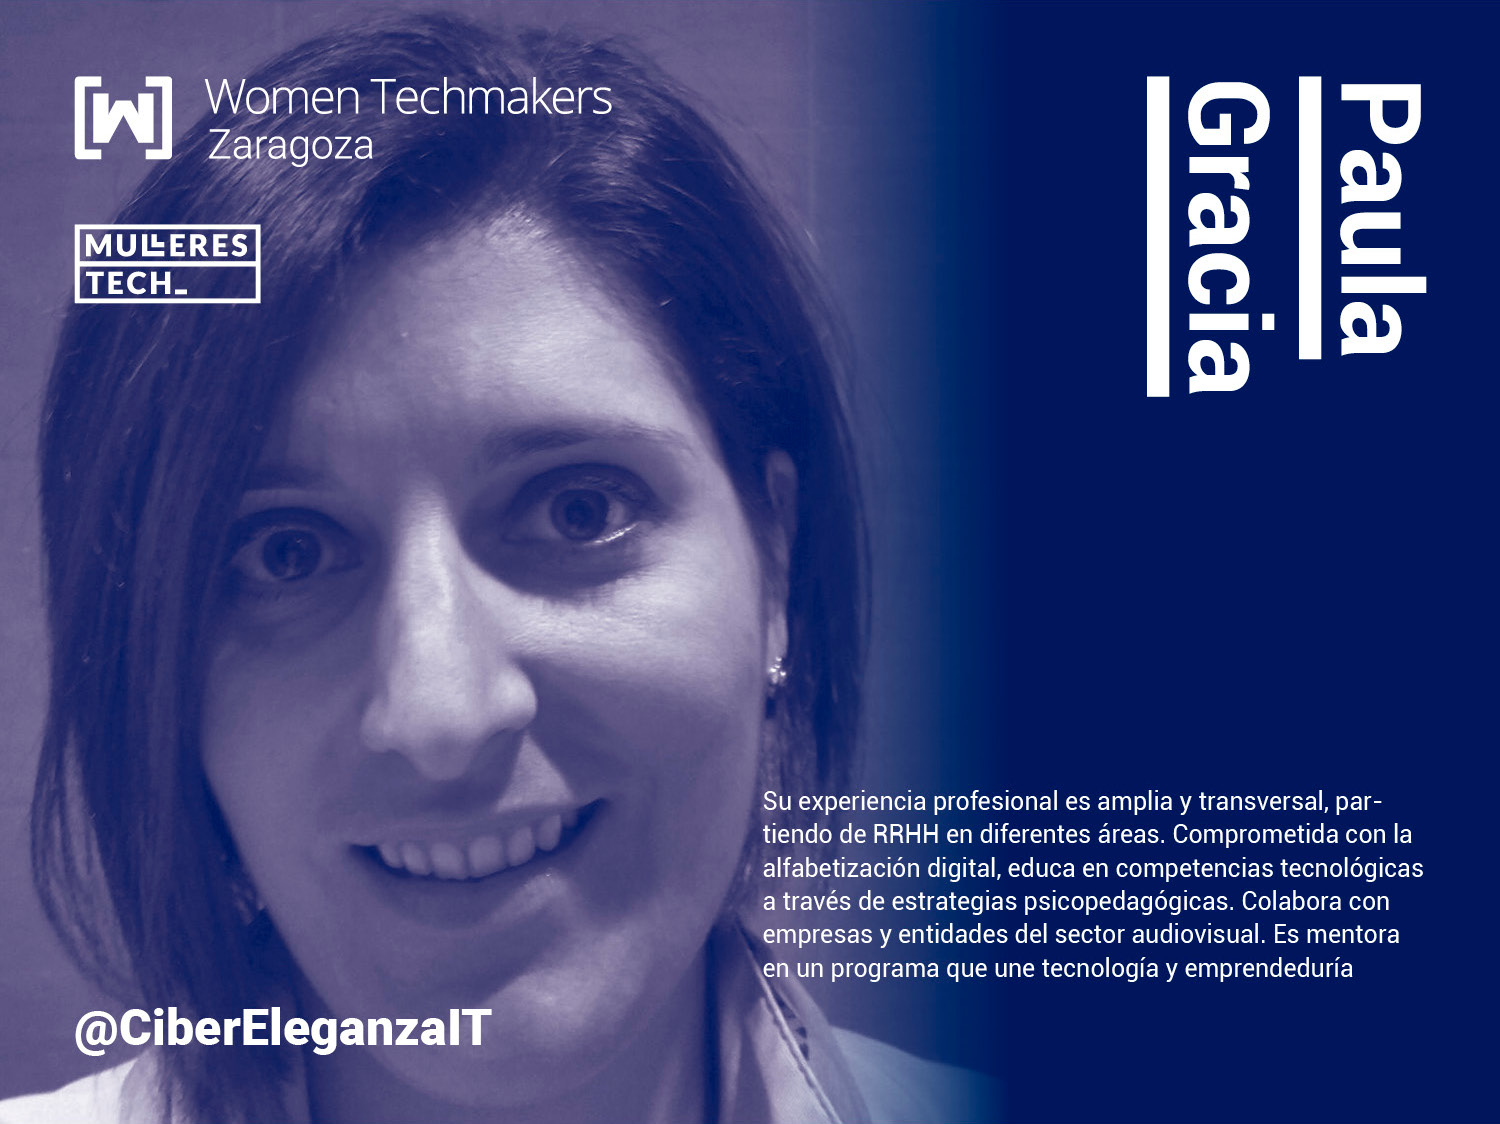 Women Techmakers
Zaragoza
MULLERES
TECH_
Paula
Gracia
Su experiencia profesional es amplia y transversal, par-
tiendo de RRHH en diferentes áreas. Comprometida con la
alfabetización digital, educa en competencias tecnológicas
a través de estrategias psicopedagógicas. Colabora con
empresas y entidades del sector audiovisual. Es mentora
en un programa que une tecnología y emprendeduría
@CiberEleganzaIT